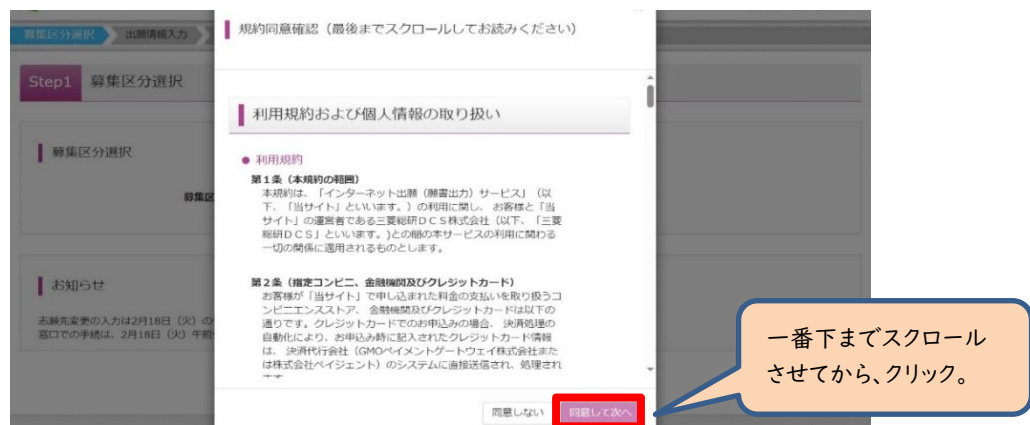 募集区分選択 出願情報入力
規約同意確認（最後までスクロールしてお読みください）
Step1 募集区分選択
利用規約および個人情報の取り扱い
募集区分選択
● 利用規約
第１条（本規約の範囲）
本規約は、「インターネット出願（願書出力）サービス」（以
下、「当サイト」といいます。）の利用に関し、 お客様と「当
サイト」の運営者である三菱総研ＤＣＳ株式会社（以下、「三菱
総研ＤＣＳ」といいます。)との間の本サービスの利用に関わる
一切の関係に適用されるものとします。
募集区
お知らせ
第２条（指定コンビニ、金融機関及びクレジットカード）
お客様が「当サイト」で申し込まれた料金の支払いを取り扱うコ
ンビニエンスストア、 金融機関及びクレジットカードは以下の
通りです。クレジットカードでのお申込みの場合、 決済処理の
自動化により、お申込み時に記入されたクレジットカード情報
は、 決済代行会社（GMOペイメントゲートウェイ株式会社また
は株式会社ペイジェント）のシステムに直接送信され、処理され
志願先変更の入力は2月18日（火）の
窓口での手続は、2月18日（火）午前
一番下までスクロール
させてから、クリック。
同意しない 同意して次へ